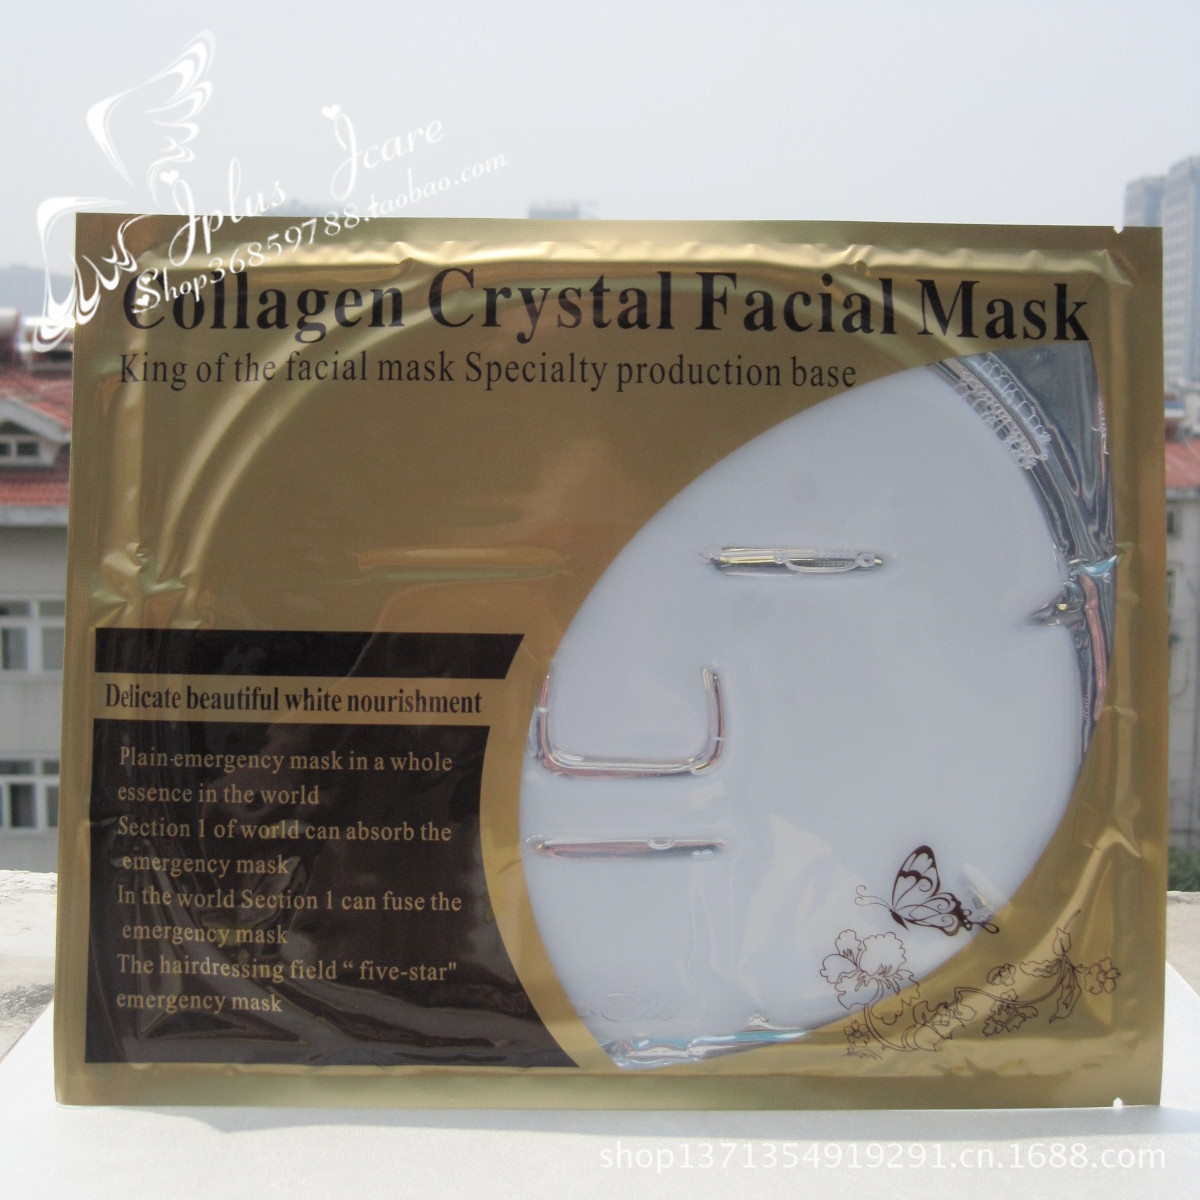 Jplus Jcare
Shop36859788.taobao.com
Collagen Crystal Facial Mask
King of the facial mask Specialty production base
Delicate beautiful white nourishment
Plain-emergency mask in a whole
essence in the world
Section 1 of world can absorb the
emergency mask
In the world Section 1 can fuse the
emergency mask
The hairdressing field “ five-star"
emergency mask
shop1371354919291.cn.1688.com